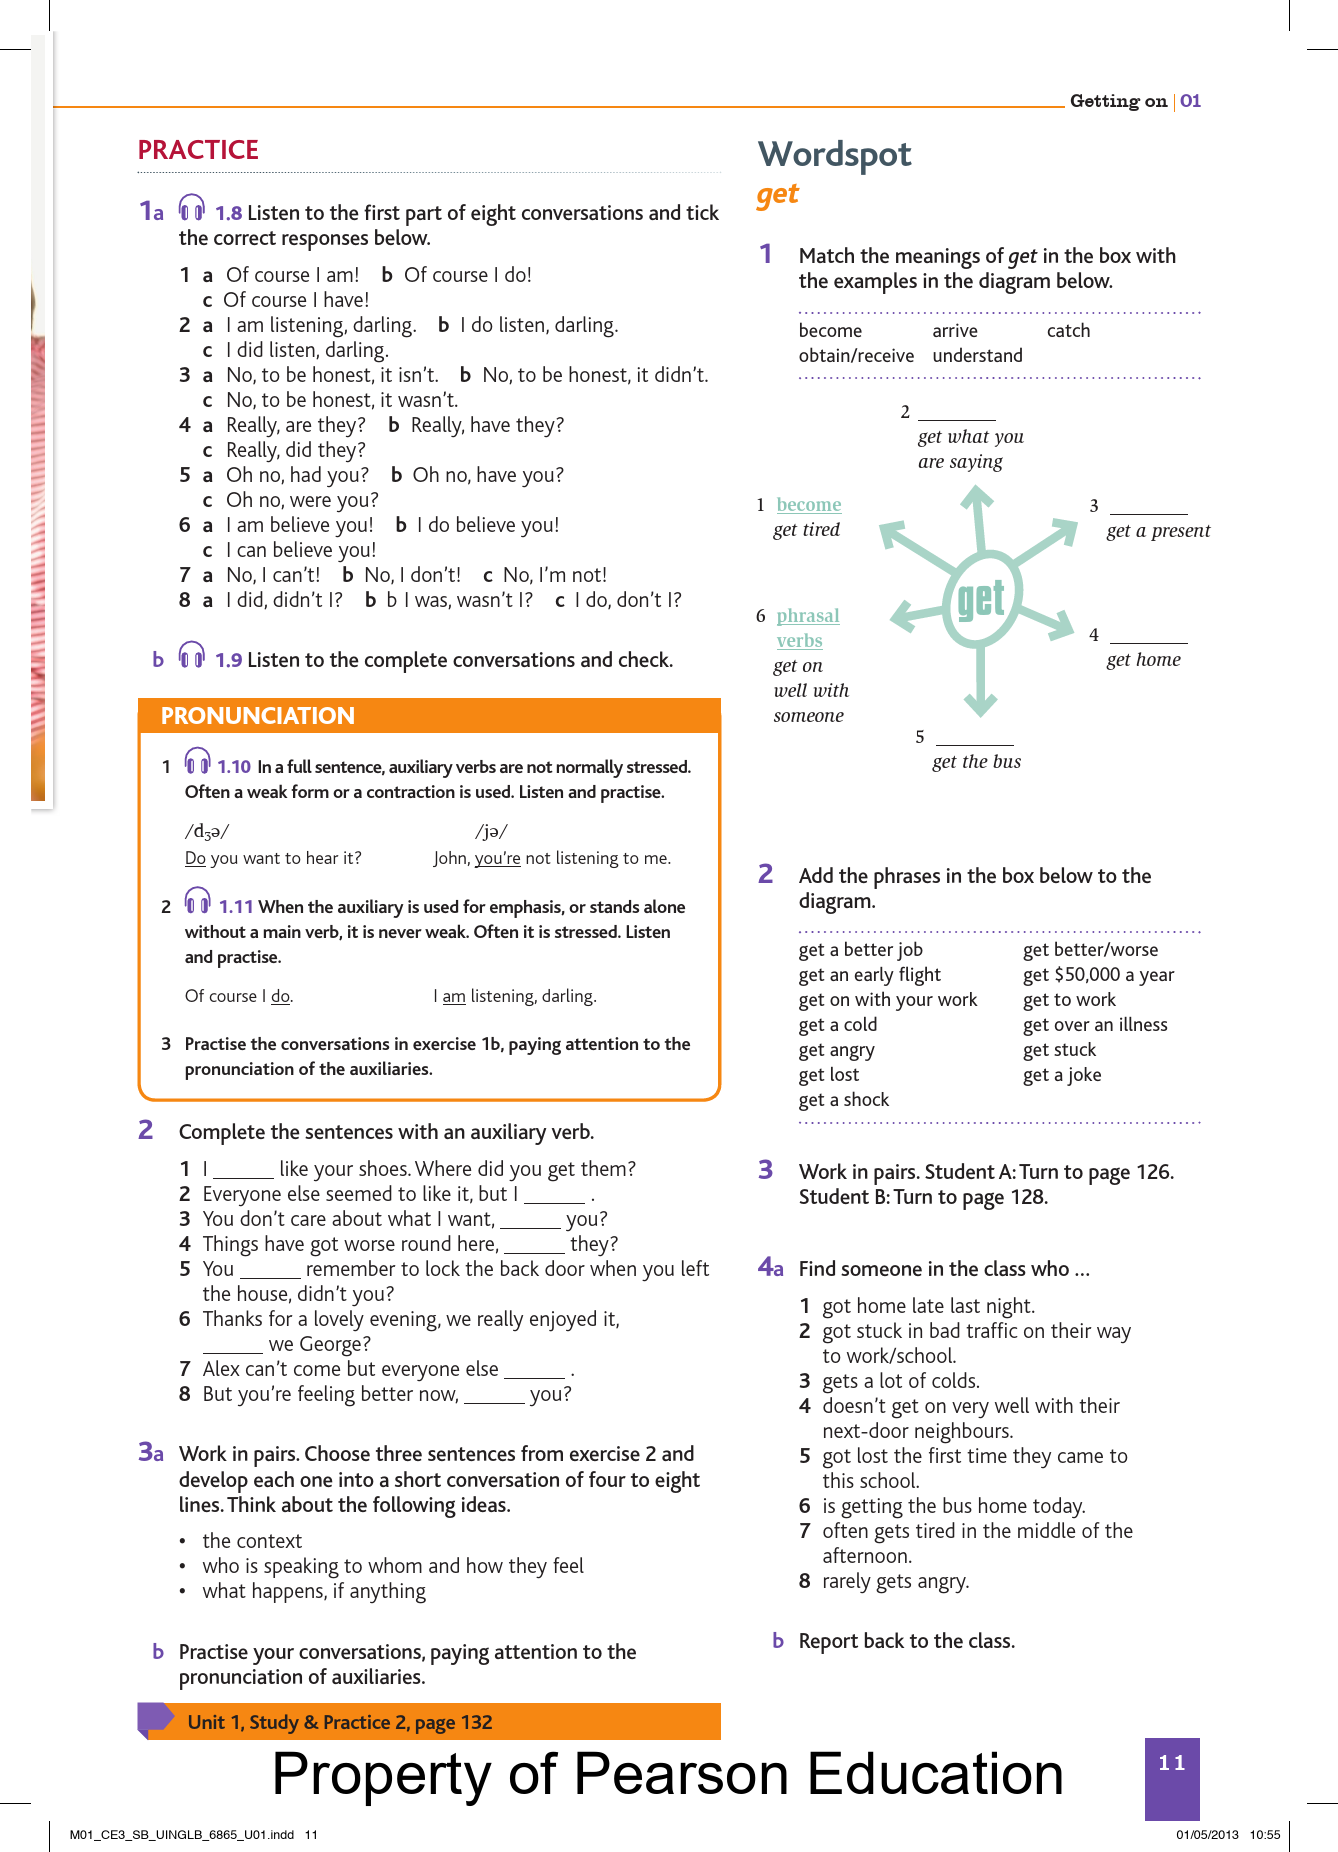 Getting on | 01
PRACTICE
1a 1.8 Listen to the first part of eight conversations and tick
the correct responses below.
1 a Of course I am! b Of course I do!
c Of course I have!
2 a I am listening, darling. b I do listen, darling.
c I did listen, darling.
3 a No, to be honest, it isn't. b No, to be honest, it didn't.
c No, to be honest, it wasn't.
4 a Really, are they? b Really, have they?
c Really, did they?
5 a Oh no, had you? b Oh no, have you?
c Oh no, were you?
6 a I am believe you! b I do believe you!
c I can believe you!
7 a No, I can't! b No, I don't! c No, I'm not!
8 a I did, didn't I? b b I was, wasn't I? c I do, don't I?
b 1.9 Listen to the complete conversations and check.
PRONUNCIATION
1 1.10 In a full sentence, auxiliary verbs are not normally stressed.
Often a weak form or a contraction is used. Listen and practise.
/dʒə/ /jə/
Do you want to hear it? John, you're not listening to me.
2 1.11 When the auxiliary is used for emphasis, or stands alone
without a main verb, it is never weak. Often it is stressed. Listen
and practise.
Of course I do. I am listening, darling.
3 Practise the conversations in exercise 1b, paying attention to the
pronunciation of the auxiliaries.
2 Complete the sentences with an auxiliary verb.
1 I ______ like your shoes. Where did you get them?
2 Everyone else seemed to like it, but I ______ .
3 You don't care about what I want, ______ you?
4 Things have got worse round here, ______ they?
5 You ______ remember to lock the back door when you left
the house, didn't you?
6 Thanks for a lovely evening, we really enjoyed it,
______ we George?
7 Alex can't come but everyone else ______ .
8 But you're feeling better now, ______ you?
3a Work in pairs. Choose three sentences from exercise 2 and
develop each one into a short conversation of four to eight
lines. Think about the following ideas.
• the context
• who is speaking to whom and how they feel
• what happens, if anything
b Practise your conversations, paying attention to the
pronunciation of auxiliaries.
Unit 1, Study & Practice 2, page 132
Wordspot
get
1 Match the meanings of get in the box with
the examples in the diagram below.
become arrive catch
obtain/receive understand
2 ________
get what you
are saying
1 become
get tired
3 ________
get a present
get
6 phrasal
verbs
get on
well with
someone
4 ________
get home
5 ________
get the bus
2 Add the phrases in the box below to the
diagram.
get a better job get better/worse
get an early flight get $50,000 a year
get on with your work get to work
get a cold get over an illness
get angry get stuck
get lost get a joke
get a shock
3 Work in pairs. Student A: Turn to page 126.
Student B: Turn to page 128.
4a Find someone in the class who ...
1 got home late last night.
2 got stuck in bad traffic on their way
to work/school.
3 gets a lot of colds.
4 doesn't get on very well with their
next-door neighbours.
5 got lost the first time they came to
this school.
6 is getting the bus home today.
7 often gets tired in the middle of the
afternoon.
8 rarely gets angry.
b Report back to the class.
Property of Pearson Education
11
M01_CE3_SB_UINGLB_6865_U01.indd 11
01/05/2013 10:55